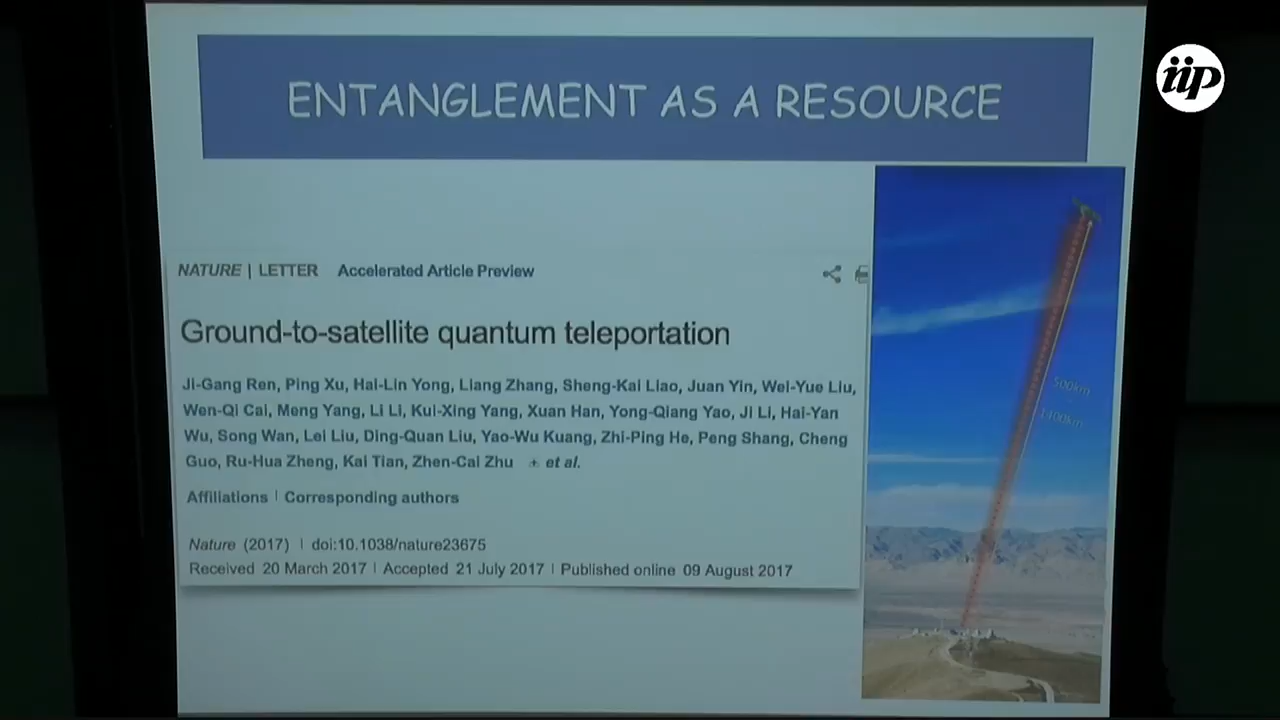 ENTANGLEMENT AS A RESOURCE
iip
NATURE | LETTER Accelerated Article Preview
Ground-to-satellite quantum teleportation
Ji-Gang Ren, Ping Xu, Hai-Lin Yong, Liang Zhang, Sheng-Kai Liao, Juan Yin, Wei-Yue Liu,
Wen-Qi Cai, Meng Yang, Li Li, Kui-Xing Yang, Xuan Han, Yong-Qiang Yao, Ji Li, Hai-Yan
Wu, Song Wan, Lei Liu, Ding-Quan Liu, Yao-Wu Kuang, Zhi-Ping He, Peng Shang, Cheng
Guo, Ru-Hua Zheng, Kai Tian, Zhen-Cai Zhu + et al.
Affiliations | Corresponding authors
Nature (2017) | doi:10.1038/nature23675
Received 20 March 2017 | Accepted 21 July 2017 | Published online 09 August 2017
500km
1400km